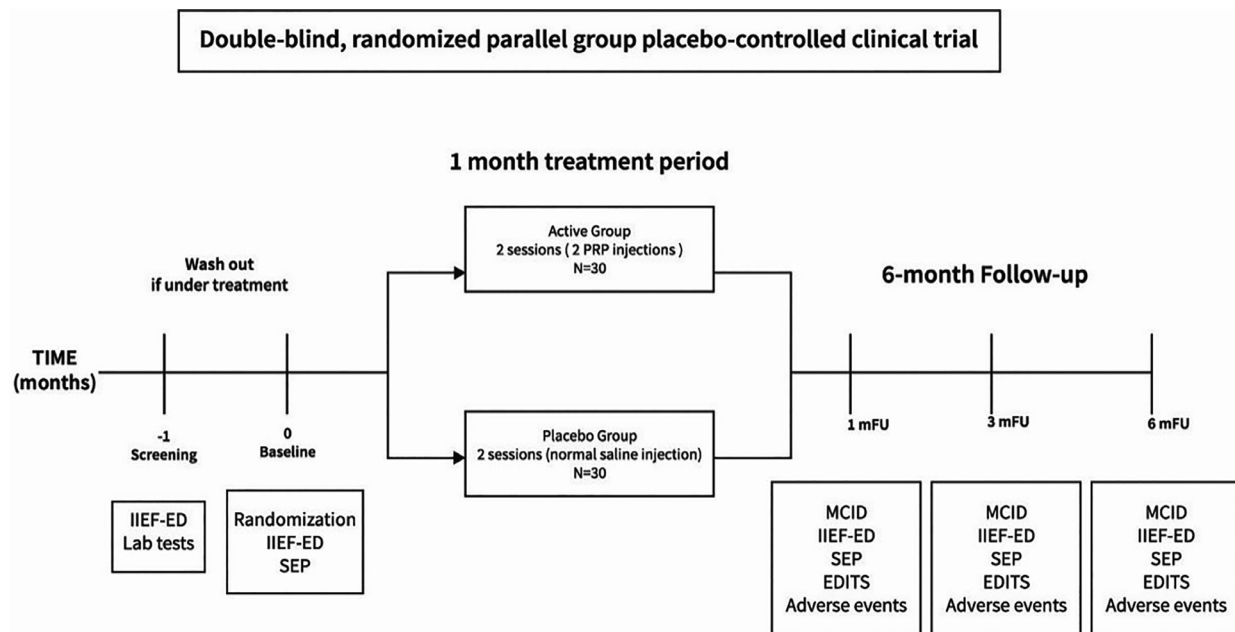 Double-blind, randomized parallel group placebo-controlled clinical trial
1 month treatment period
Active Group
2 sessions ( 2 PRP injections )
N=30
Wash out
if under treatment
6-month Follow-up
TIME
(months)
-1
Screening
0
Baseline
Placebo Group
2 sessions (normal saline injection)
N=30
1 mFU
3 mFU
6 mFU
IIEF-ED
Lab tests
Randomization
IIEF-ED
SEP
MCID
IIEF-ED
SEP
EDITS
Adverse events
MCID
IIEF-ED
SEP
EDITS
Adverse events
MCID
IIEF-ED
SEP
EDITS
Adverse events